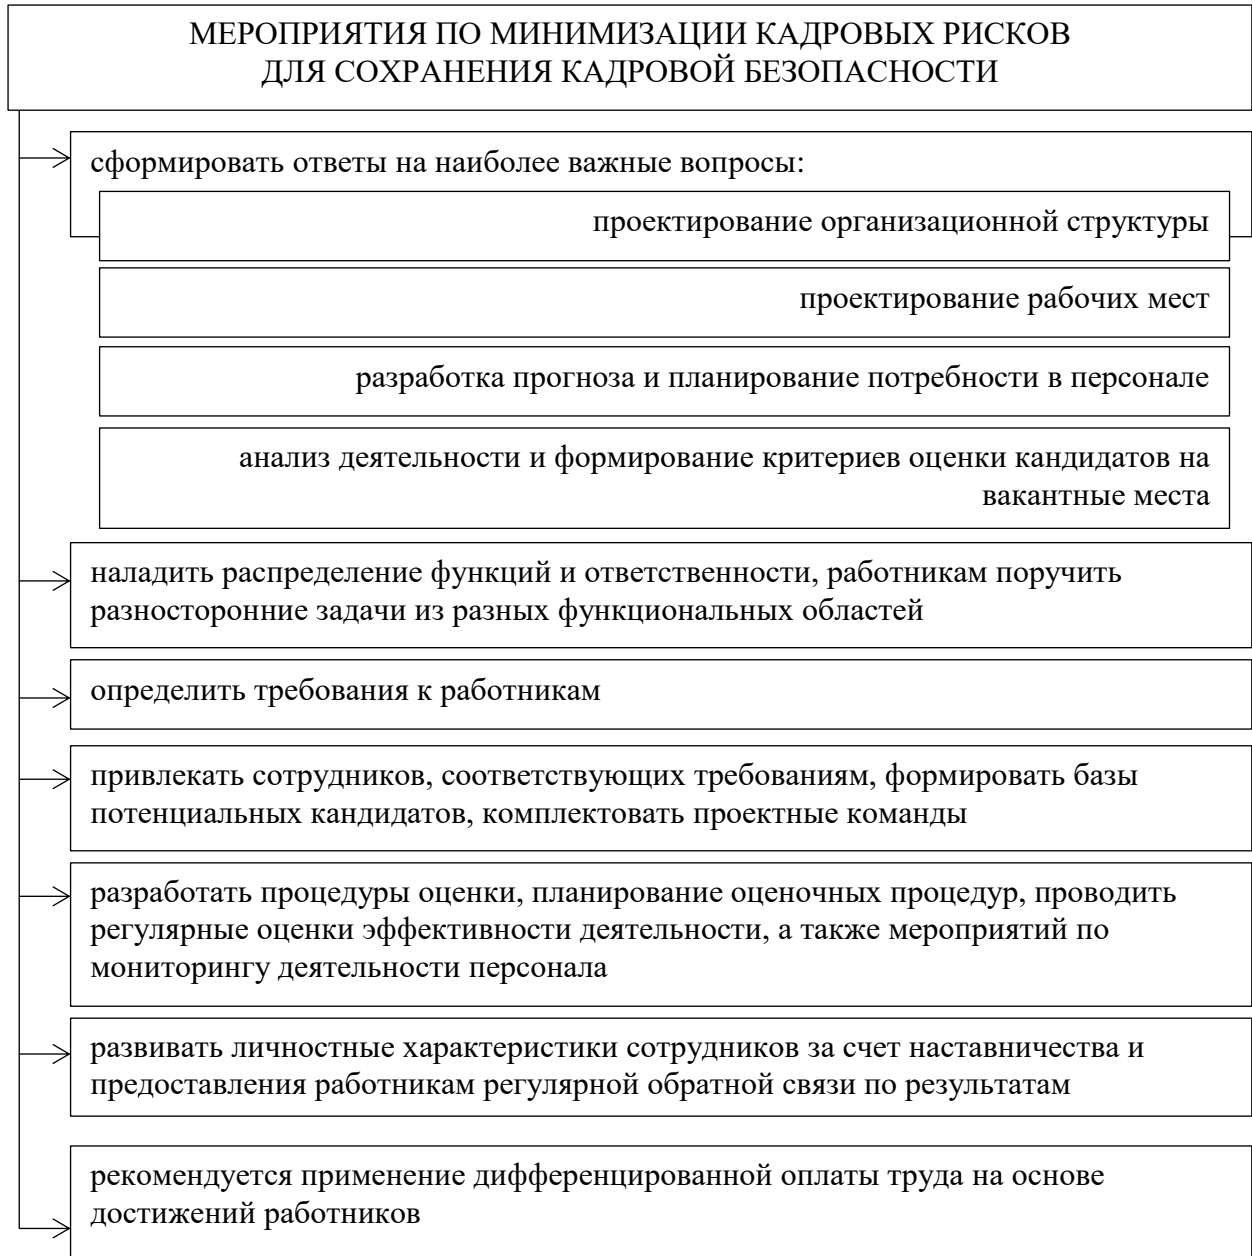 МЕРОПРИЯТИЯ ПО МИНИМИЗАЦИИ КАДРОВЫХ РИСКОВ
ДЛЯ СОХРАНЕНИЯ КАДРОВОЙ БЕЗОПАСНОСТИ
сформировать ответы на наиболее важные вопросы:
проектирование организационной структуры
проектирование рабочих мест
разработка прогноза и планирование потребности в персонале
анализ деятельности и формирование критериев оценки кандидатов на
вакантные места
наладить распределение функций и ответственности, работникам поручить
разносторонние задачи из разных функциональных областей
определить требования к работникам
привлекать сотрудников, соответствующих требованиям, формировать базы
потенциальных кандидатов, комплектовать проектные команды
разработать процедуры оценки, планирование оценочных процедур, проводить
регулярные оценки эффективности деятельности, а также мероприятий по
мониторингу деятельности персонала
развивать личностные характеристики сотрудников за счет наставничества и
предоставления работникам регулярной обратной связи по результатам
рекомендуется применение дифференцированной оплаты труда на основе
достижений работников